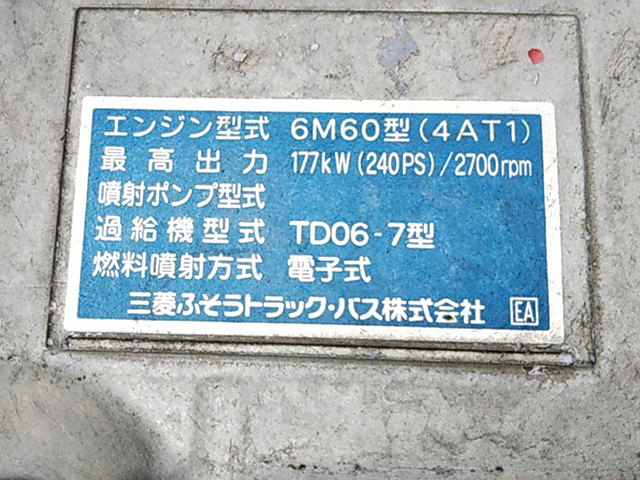 エンジン型式 6M60型(4AT1)
最高出力 177kW(240PS)/2700rpm
噴射ポンプ型式
過給機型式 TD06-7型
燃料噴射方式 電子式
三菱ふそうトラック・バス株式会社 EA